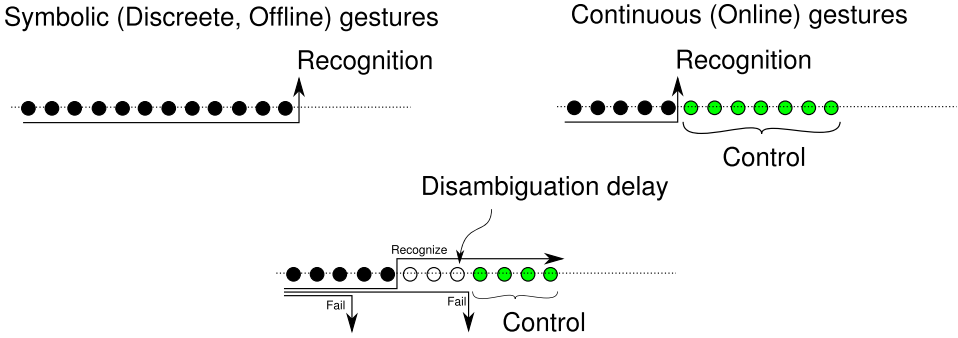 Symbolic (Discreete, Offline) gestures
Continuous (Online) gestures
Recognition
Recognition
Control
Disambiguation delay
Recognize
Fail
Fail
Control